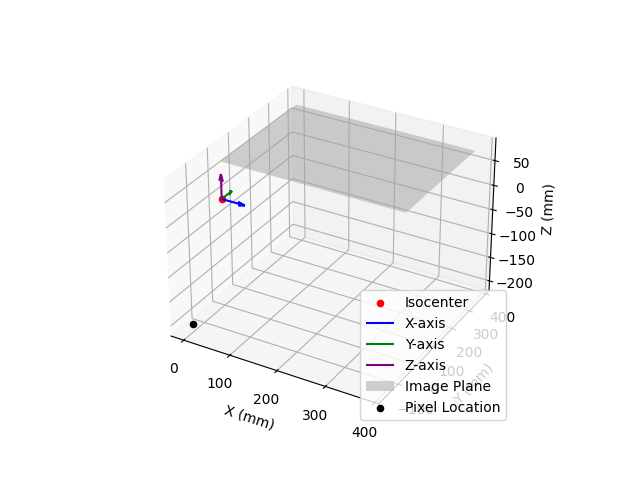 50
0
−50
−100
−150
−200
Z (mm)
0
100
200
300
400
X (mm)
400
300
200
100
Y (mm)
Isocenter
X-axis
Y-axis
Z-axis
Image Plane
Pixel Location